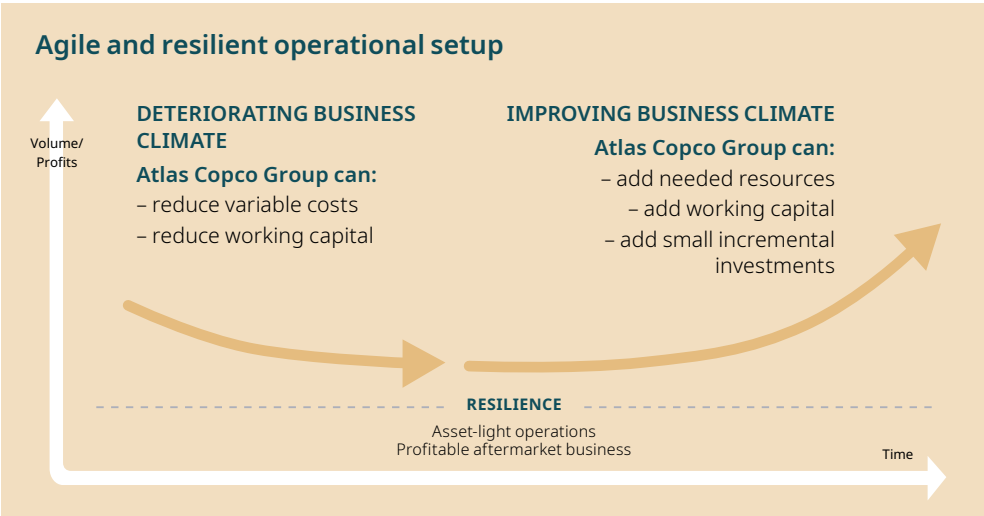 Agile and resilient operational setup
Volume/
Profits
DETERIORATING BUSINESS
CLIMATE
Atlas Copco Group can:
– reduce variable costs
– reduce working capital
IMPROVING BUSINESS CLIMATE
Atlas Copco Group can:
– add needed resources
– add working capital
– add small incremental
investments
RESILIENCE
Asset-light operations
Profitable aftermarket business
Time